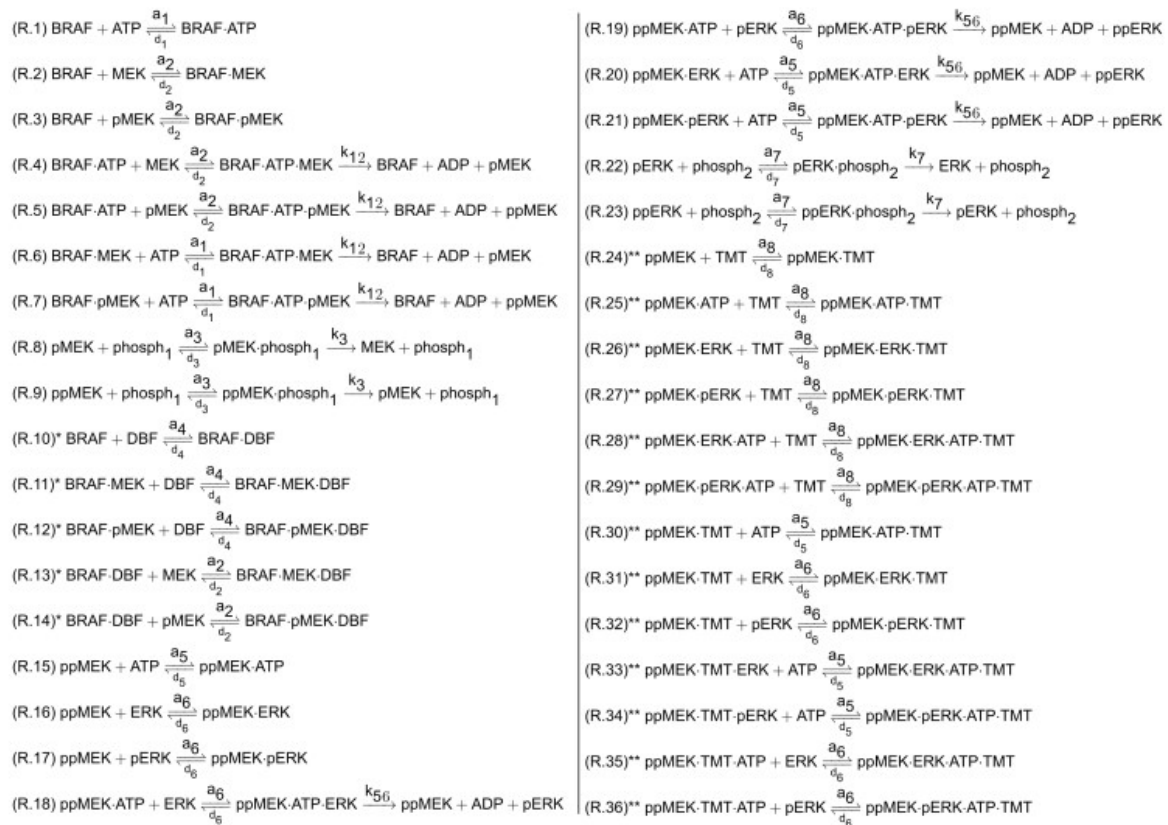 (R.1) BRAF + ATP a1 ⇌ d1 BRAF·ATP
(R.2) BRAF + MEK a2 ⇌ d2 BRAF·MEK
(R.3) BRAF + pMEK a2 ⇌ d2 BRAF·pMEK
(R.4) BRAF·ATP + MEK a2 ⇌ d2 BRAF·ATP·MEK k12 → BRAF + ADP + pMEK
(R.5) BRAF·ATP + pMEK a2 ⇌ d2 BRAF·ATP·pMEK k12 → BRAF + ADP + ppMEK
(R.6) BRAF·MEK + ATP a1 ⇌ d1 BRAF·ATP·MEK k12 → BRAF + ADP + pMEK
(R.7) BRAF·pMEK + ATP a1 ⇌ d1 BRAF·ATP·pMEK k12 → BRAF + ADP + ppMEK
(R.8) pMEK + phosph1 a3 ⇌ d3 pMEK·phosph1 k3 → MEK + phosph1
(R.9) ppMEK + phosph1 a3 ⇌ d3 ppMEK·phosph1 k3 → pMEK + phosph1
(R.10)* BRAF + DBF a4 ⇌ d4 BRAF·DBF
(R.11)* BRAF·MEK + DBF a4 ⇌ d4 BRAF·MEK·DBF
(R.12)* BRAF·pMEK + DBF a4 ⇌ d4 BRAF·pMEK·DBF
(R.13)* BRAF·DBF + MEK a2 ⇌ d2 BRAF·MEK·DBF
(R.14)* BRAF·DBF + pMEK a2 ⇌ d2 BRAF·pMEK·DBF
(R.15) ppMEK + ATP a5 ⇌ d5 ppMEK·ATP
(R.16) ppMEK + ERK a6 ⇌ d6 ppMEK·ERK
(R.17) ppMEK + pERK a6 ⇌ d6 ppMEK·pERK
(R.18) ppMEK·ATP + ERK a6 ⇌ d6 ppMEK·ATP·ERK k56 → ppMEK + ADP + pERK
(R.19) ppMEK·ATP + pERK a6 ⇌ d6 ppMEK·ATP·pERK k56 → ppMEK + ADP + ppERK
(R.20) ppMEK·ERK + ATP a5 ⇌ d5 ppMEK·ATP·ERK k56 → ppMEK + ADP + ppERK
(R.21) ppMEK·pERK + ATP a5 ⇌ d5 ppMEK·ATP·pERK k56 → ppMEK + ADP + ppERK
(R.22) pERK + phosph2 a7 ⇌ d7 pERK·phosph2 k7 → ERK + phosph2
(R.23) ppERK + phosph2 a7 ⇌ d7 ppERK·phosph2 k7 → pERK + phosph2
(R.24)** ppMEK + TMT a8 ⇌ d8 ppMEK·TMT
(R.25)** ppMEK·ATP + TMT a8 ⇌ d8 ppMEK·ATP·TMT
(R.26)** ppMEK·ERK + TMT a8 ⇌ d8 ppMEK·ERK·TMT
(R.27)** ppMEK·pERK + TMT a8 ⇌ d8 ppMEK·pERK·TMT
(R.28)** ppMEK·ERK·ATP + TMT a8 ⇌ d8 ppMEK·ERK·ATP·TMT
(R.29)** ppMEK·pERK·ATP + TMT a8 ⇌ d8 ppMEK·pERK·ATP·TMT
(R.30)** ppMEK·TMT + ATP a5 ⇌ d5 ppMEK·ATP·TMT
(R.31)** ppMEK·TMT + ERK a6 ⇌ d6 ppMEK·ERK·TMT
(R.32)** ppMEK·TMT + pERK a6 ⇌ d6 ppMEK·pERK·TMT
(R.33)** ppMEK·TMT·ERK + ATP a5 ⇌ d5 ppMEK·ERK·ATP·TMT
(R.34)** ppMEK·TMT·pERK + ATP a5 ⇌ d5 ppMEK·pERK·ATP·TMT
(R.35)** ppMEK·TMT·ATP + ERK a6 ⇌ d6 ppMEK·ERK·ATP·TMT
(R.36)** ppMEK·TMT·ATP + pERK a6 ⇌ d6 ppMEK·pERK·ATP·TMT